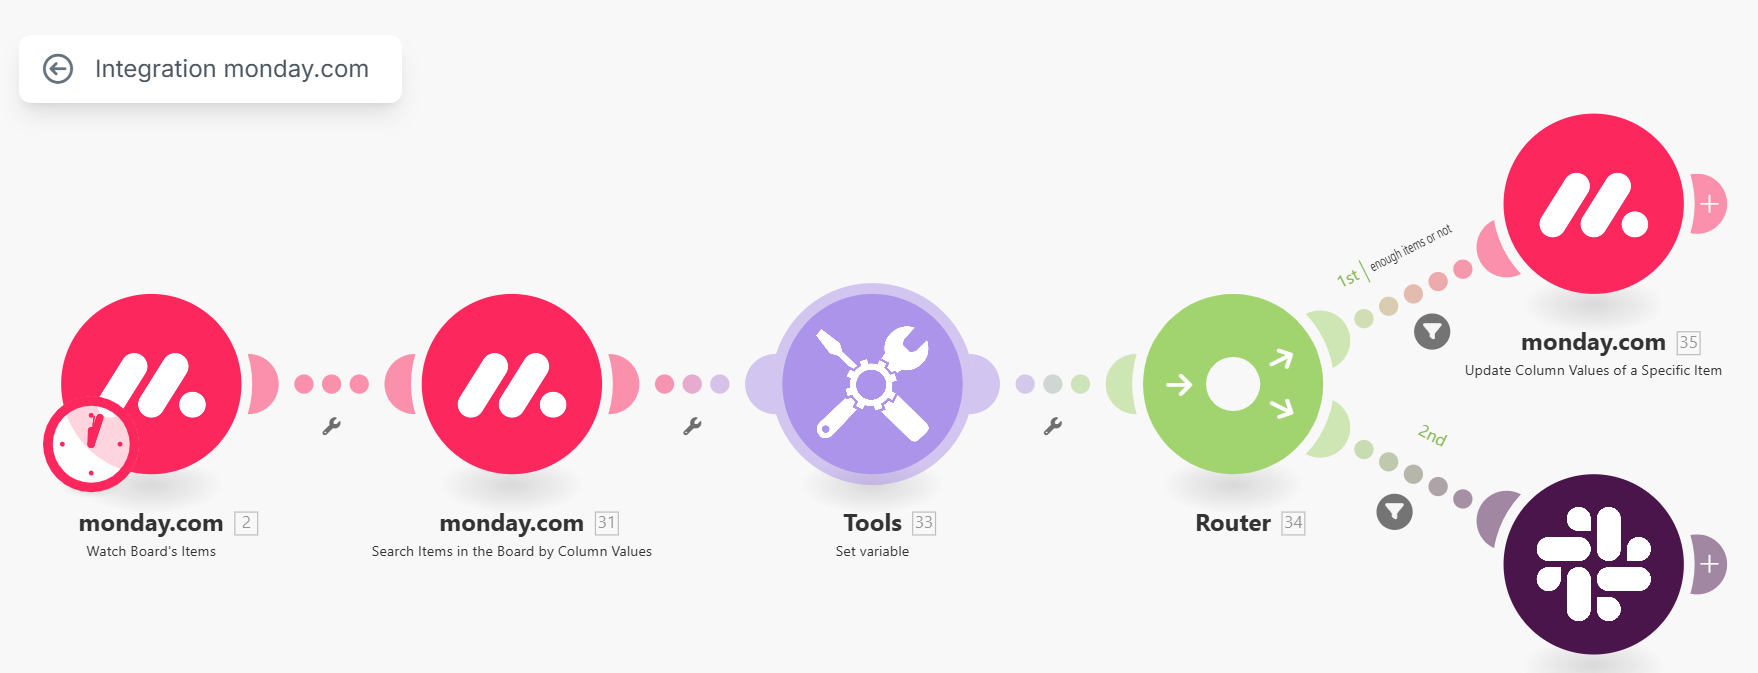 Integration monday.com
monday.com 2
Watch Board's Items
monday.com 31
Search Items in the Board by Column Values
Tools 33
Set variable
Router 34
1st | enough items or not
monday.com 35
Update Column Values of a Specific Item
2nd